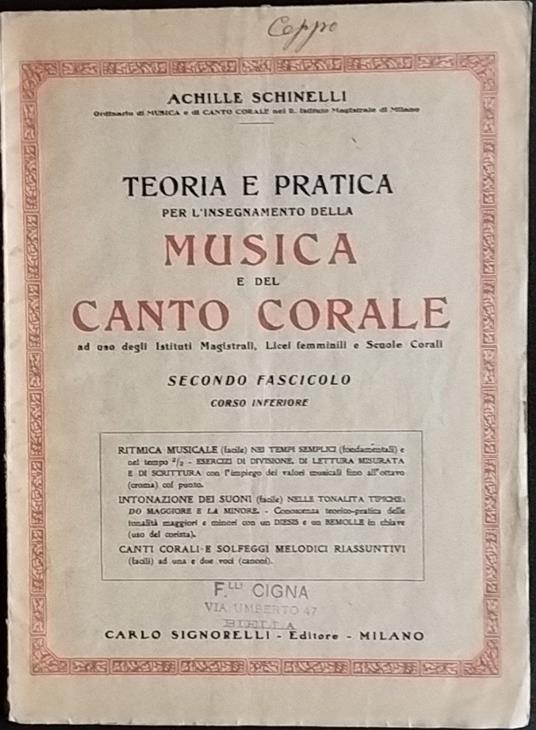 Coppo
ACHILLE SCHINELLI
Ordinario di MUSICA e di CANTO CORALE nel R. Istituto Magistrale di Milano
TEORIA E PRATICA
PER L'INSEGNAMENTO DELLA
MUSICA
E DEL
CANTO CORALE
ad uso degli Istituti Magistrali, Licei femminili e Scuole Corali
SECONDO FASCICOLO
CORSO INFERIORE
RITMICA MUSICALE (facile) NEI TEMPI SEMPLICI (fondamentali) e
nel tempo 2/2 - ESERCIZI DI DIVISIONE, DI LETTURA MISURATA
E DI SCRITTURA con l'impiego dei valori musicali fino all'ottavo
(croma) col punto.
INTONAZIONE DEI SUONI (facile) NELLE TONALITÀ TIPICHE:
DO MAGGIORE E LA MINORE. - Conoscenza teorico-pratica delle
tonalità maggiori e minori con un DIESIS e un BEMOLLE in chiave
(uso del corista).
CANTI CORALI E SOLFEGGI MELODICI RIASSUNTIVI
(facili) ad una e due voci (canoni).
F.LLI CIGNA
VIA UMBERTO 47
BIELLA
CARLO SIGNORELLI - Editore - MILANO